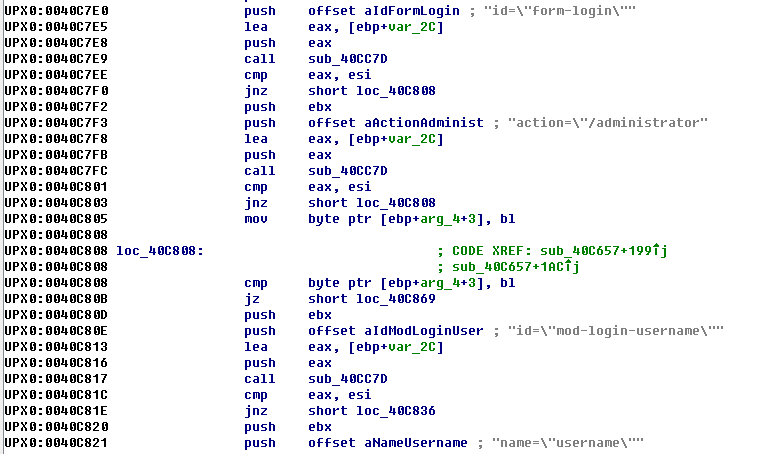 UPX0:0040C7E0 push offset aIdFormLogin ; "id=\"form-login\""
UPX0:0040C7E5 lea eax, [ebp+var_2C]
UPX0:0040C7E8 push eax
UPX0:0040C7E9 call sub_40CC7D
UPX0:0040C7EE cmp eax, esi
UPX0:0040C7F0 jnz short loc_40C808
UPX0:0040C7F2 push ebx
UPX0:0040C7F3 push offset aActionAdminist ; "action=\"/administrator"
UPX0:0040C7F8 lea eax, [ebp+var_2C]
UPX0:0040C7FB push eax
UPX0:0040C7FC call sub_40CC7D
UPX0:0040C801 cmp eax, esi
UPX0:0040C803 jnz short loc_40C808
UPX0:0040C805 mov byte ptr [ebp+arg_4+3], bl
UPX0:0040C808
UPX0:0040C808 loc_40C808: ; CODE XREF: sub_40C657+199↑j
UPX0:0040C808 ; sub_40C657+1AC↑j
UPX0:0040C808 cmp byte ptr [ebp+arg_4+3], bl
UPX0:0040C80B jz short loc_40C869
UPX0:0040C80D push ebx
UPX0:0040C80E push offset aIdModLoginUser ; "id=\"mod-login-username\""
UPX0:0040C813 lea eax, [ebp+var_2C]
UPX0:0040C816 push eax
UPX0:0040C817 call sub_40CC7D
UPX0:0040C81C cmp eax, esi
UPX0:0040C81E jnz short loc_40C836
UPX0:0040C820 push ebx
UPX0:0040C821 push offset aNameUsername ; "name=\"username\""